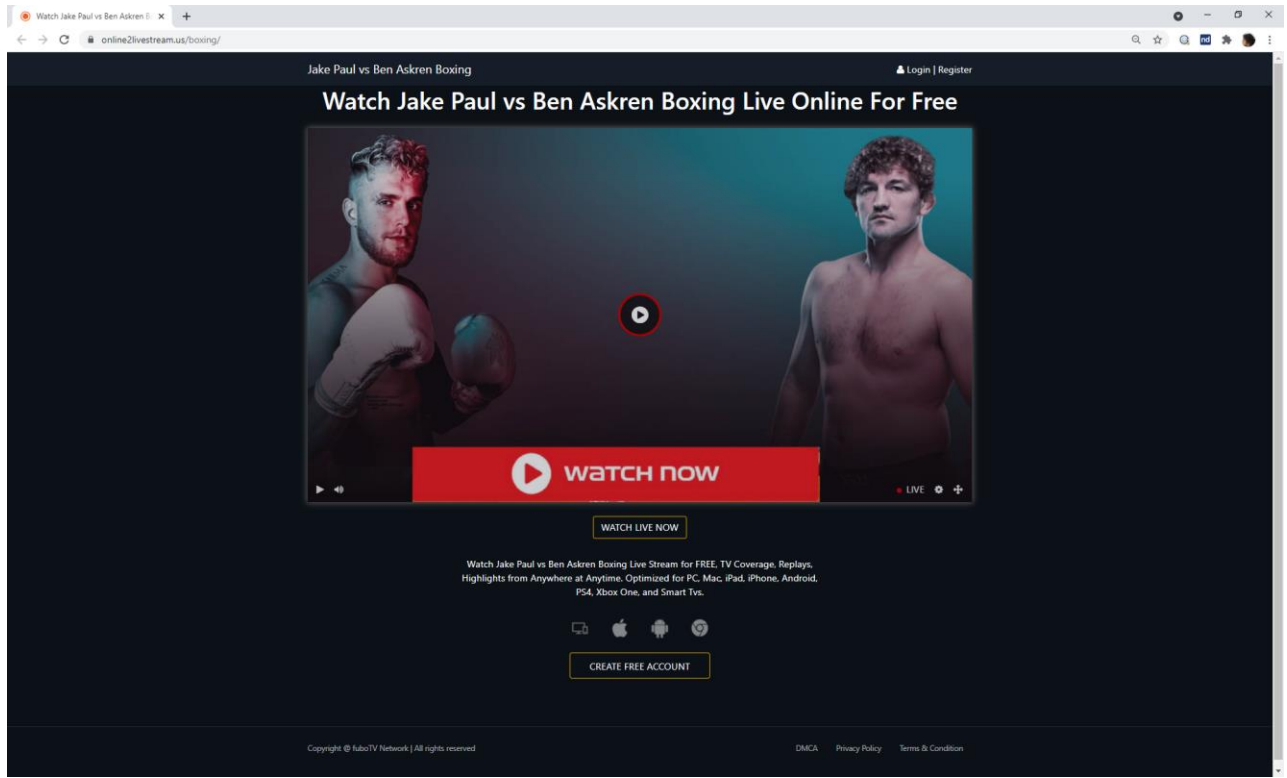 Watch Jake Paul vs Ben Askren B
online2livestream.us/boxing/
nd
Jake Paul vs Ben Askren Boxing
Login | Register
Watch Jake Paul vs Ben Askren Boxing Live Online For Free
WATCH NOW
LIVE
WATCH LIVE NOW
Watch Jake Paul vs Ben Askren Boxing Live Stream for FREE, TV Coverage, Replays,
Highlights from Anywhere at Anytime. Optimized for PC, Mac, iPad, iPhone, Android,
PS4, Xbox One, and Smart Tvs.
CREATE FREE ACCOUNT
Copyright @ fuboTV Network | All rights reserved
DMCA Privacy Policy Terms & Condition